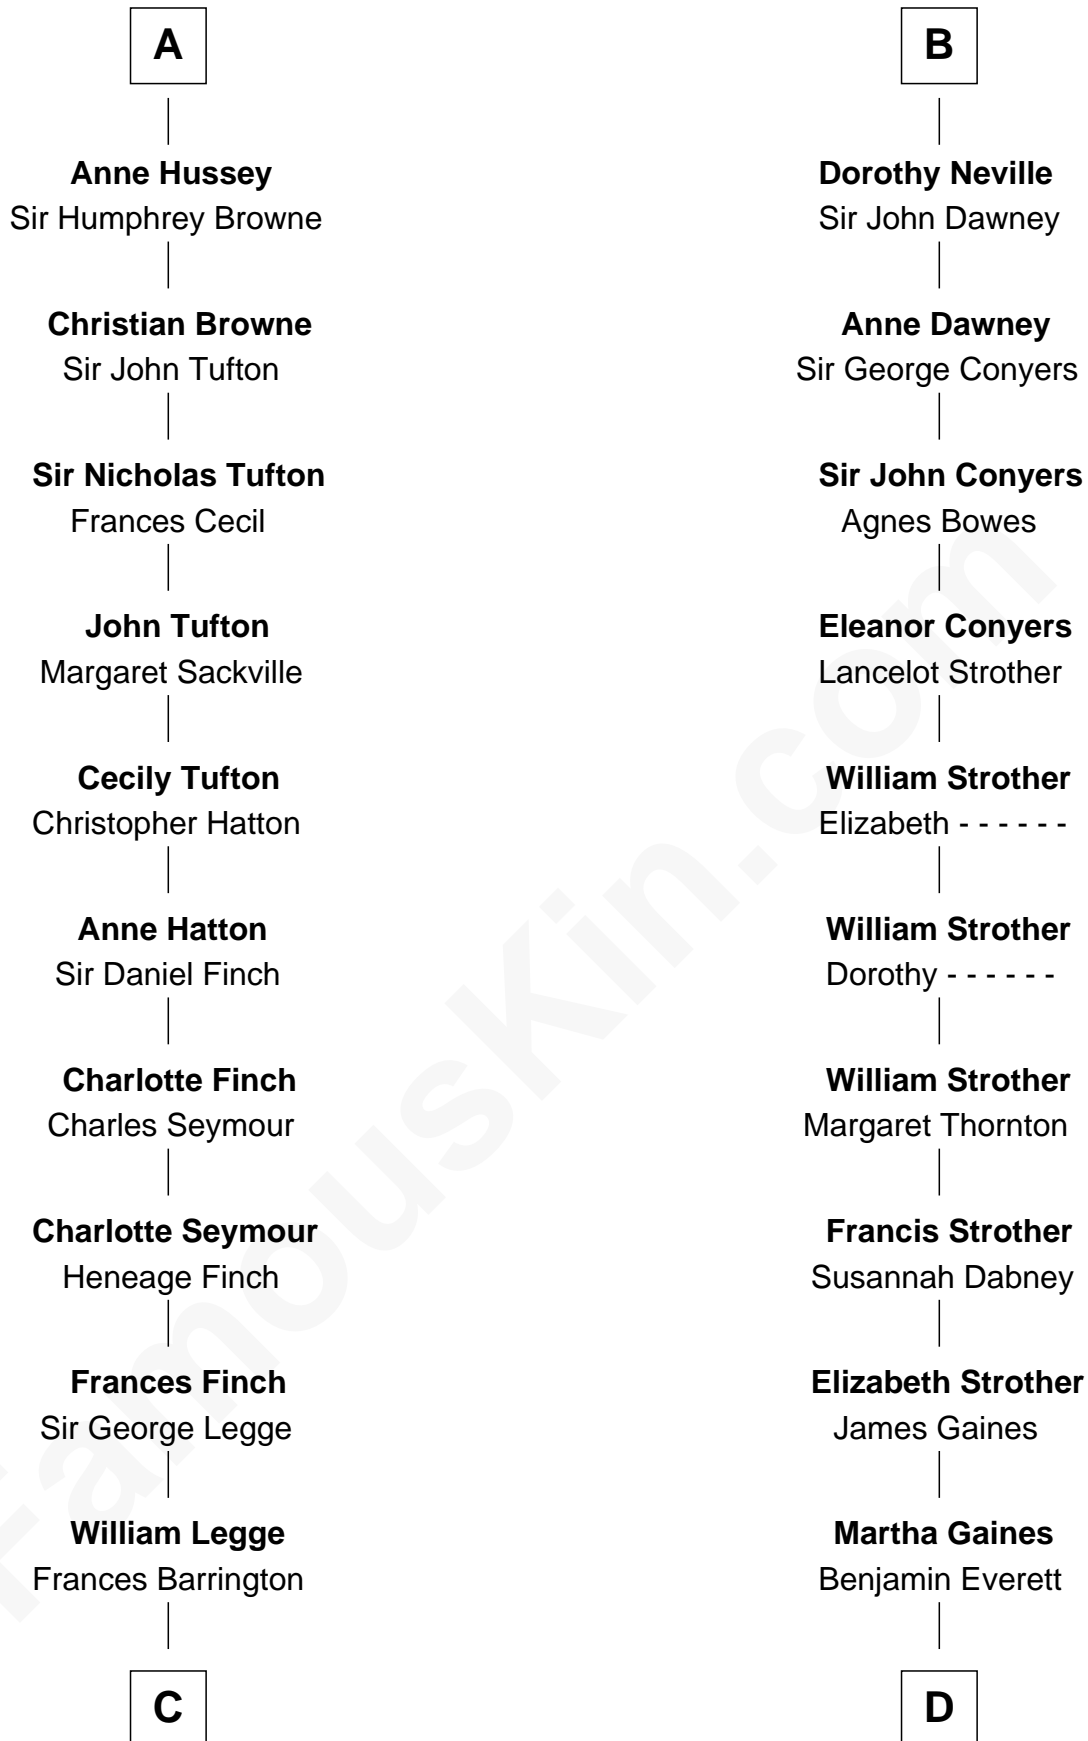 A
Anne Hussey
Sir Humphrey Browne
Christian Browne
Sir John Tufton
Sir Nicholas Tufton
Frances Cecil
John Tufton
Margaret Sackville
Cecily Tufton
Christopher Hatton
Anne Hatton
Sir Daniel Finch
Charlotte Finch
Charles Seymour
Charlotte Seymour
Heneage Finch
Frances Finch
Sir George Legge
William Legge
Frances Barrington
C
B
Dorothy Neville
Sir John Dawney
Anne Dawney
Sir George Conyers
Sir John Conyers
Agnes Bowes
Eleanor Conyers
Lancelot Strother
William Strother
Elizabeth - - - - - -
William Strother
Dorothy - - - - - -
William Strother
Margaret Thornton
Francis Strother
Susannah Dabney
Elizabeth Strother
James Gaines
Martha Gaines
Benjamin Everett
D
FamousKin.com